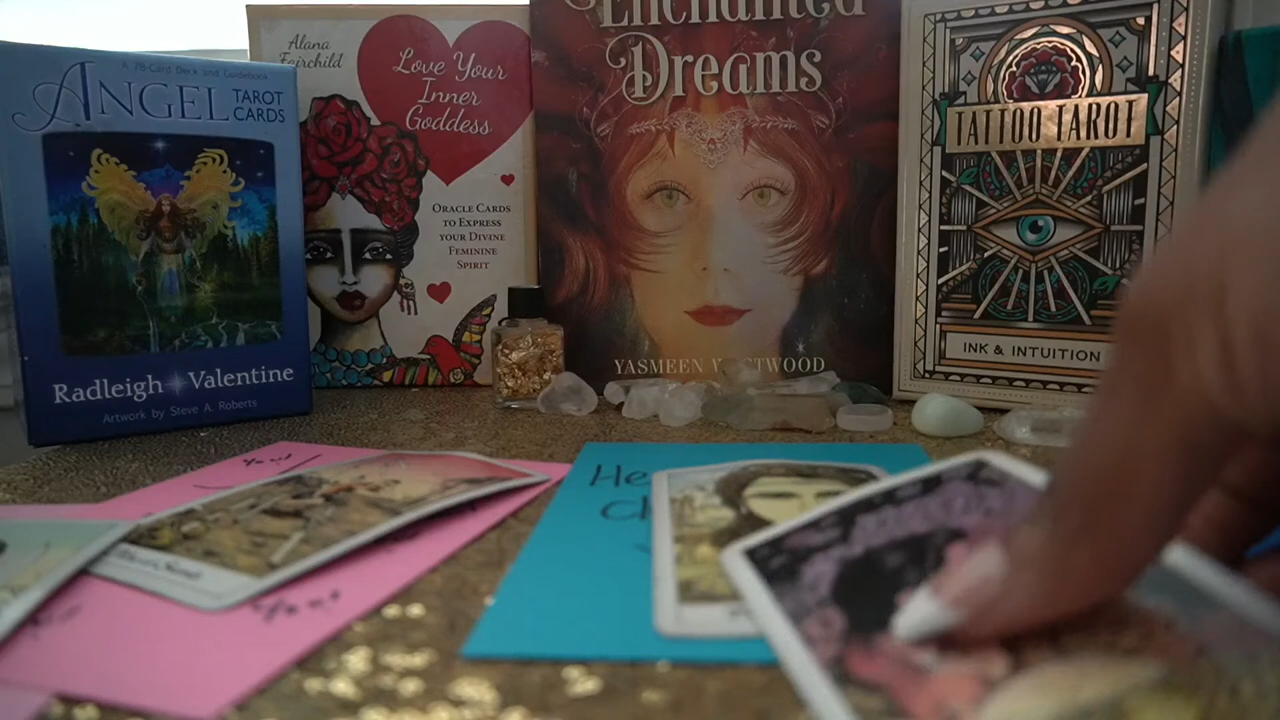 A 78-Card Deck and Guidebook
ANGEL TAROT CARDS
Radleigh Valentine
Artwork by Steve A. Roberts
Alana Fairchild
Love Your
Inner
Goddess
ORACLE CARDS
TO EXPRESS
YOUR DIVINE
FEMININE
SPIRIT
Enchanted
Dreams
YASMEEN WESTWOOD
TATTOO TAROT
INK & INTUITION
He